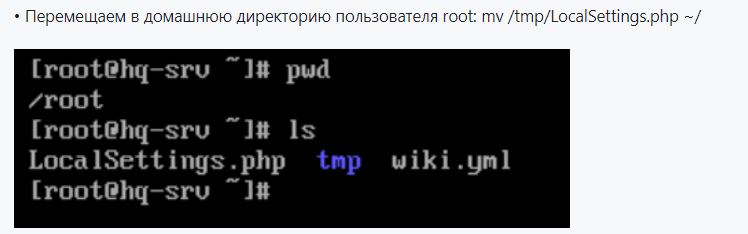 • Перемещаем в домашнюю директорию пользователя root: mv /tmp/LocalSettings.php ~/
[root@hq-srv ~]# pwd
/root
[root@hq-srv ~]# ls
LocalSettings.php tmp wiki.yml
[root@hq-srv ~]#